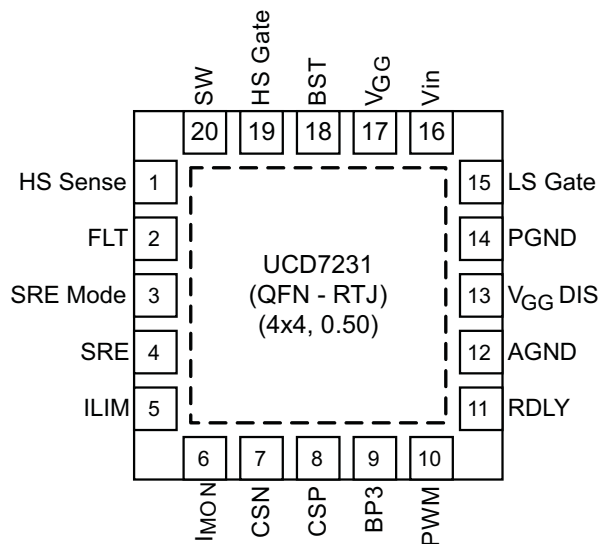 SW
HS Gate
BST
VGG
Vin
20
19
18
17
16
HS Sense 1
15 LS Gate
FLT 2
14 PGND
SRE Mode 3
13 VGG DIS
SRE 4
12 AGND
ILIM 5
11 RDLY
UCD7231
(QFN - RTJ)
(4x4, 0.50)
6
7
8
9
10
IMON
CSN
CSP
BP3
PWM